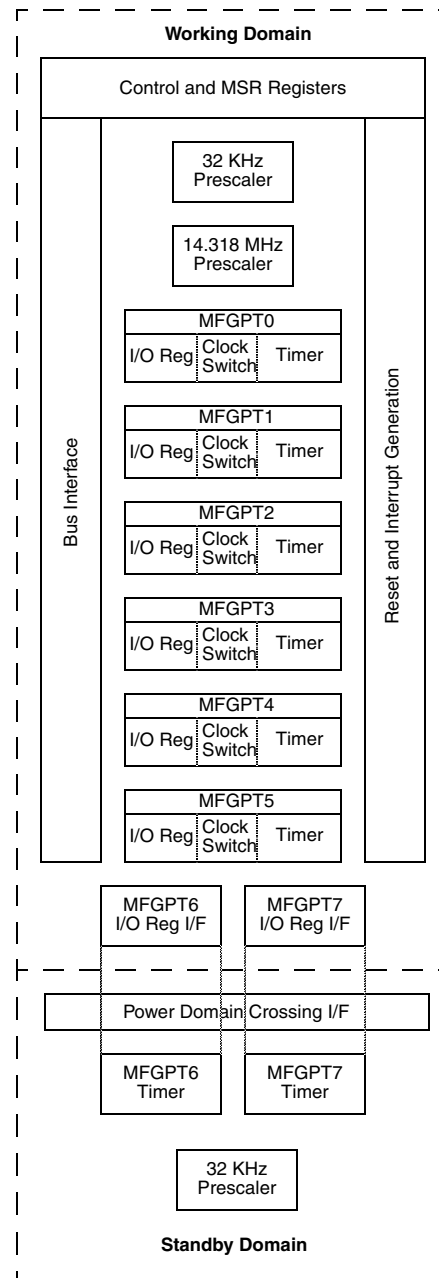 Working Domain
Control and MSR Registers
Bus Interface
32 KHz
Prescaler
14.318 MHz
Prescaler
MFGPT0
I/O Reg
Clock
Switch
Timer
MFGPT1
I/O Reg
Clock
Switch
Timer
MFGPT2
I/O Reg
Clock
Switch
Timer
MFGPT3
I/O Reg
Clock
Switch
Timer
MFGPT4
I/O Reg
Clock
Switch
Timer
MFGPT5
I/O Reg
Clock
Switch
Timer
Reset and Interrupt Generation
MFGPT6
I/O Reg I/F
MFGPT7
I/O Reg I/F
Power Domain Crossing I/F
MFGPT6
Timer
MFGPT7
Timer
32 KHz
Prescaler
Standby Domain